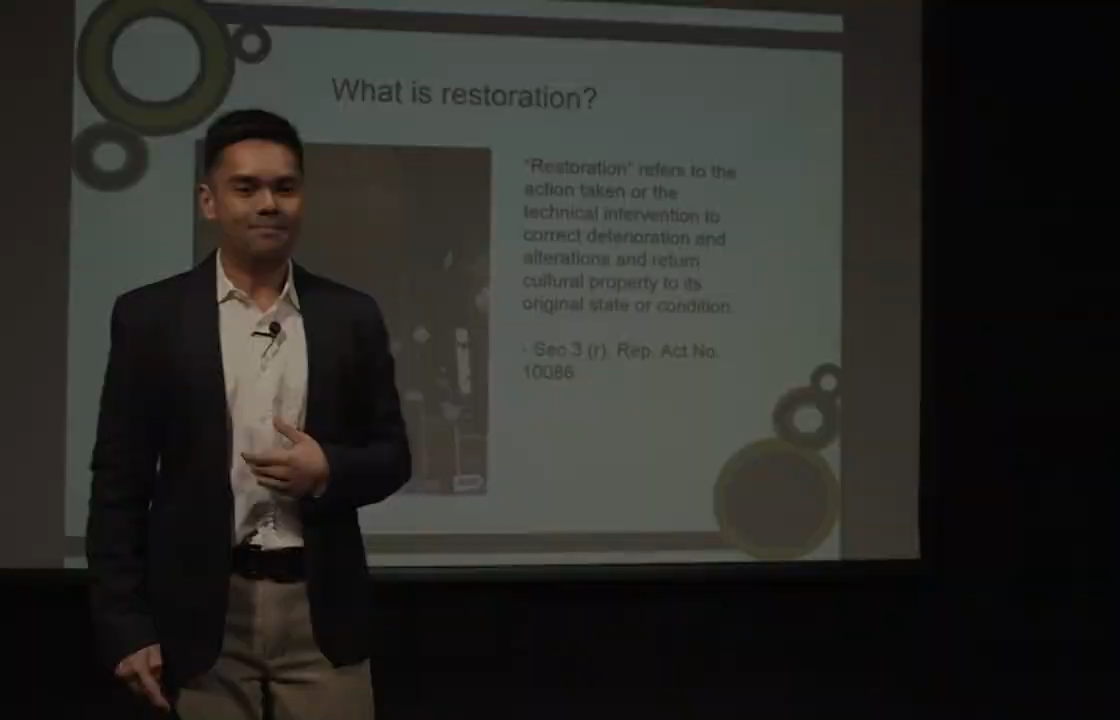 What is restoration?
"Restoration" refers to the
action taken or the
technical intervention to
correct deterioration and
alterations and return
cultural property to its
original state or condition.
- Sec 3 (r). Rep. Act No.
10086